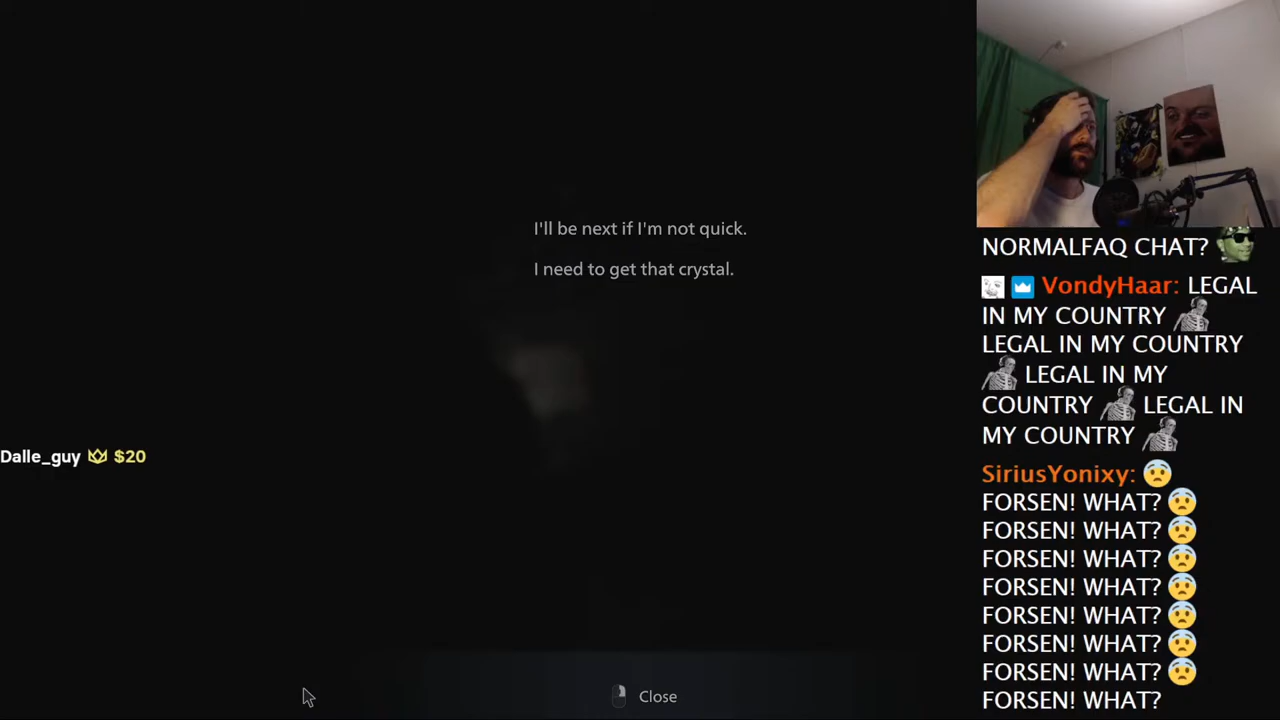 I'll be next if I'm not quick.
I need to get that crystal.
Dalle_guy $20
Close
NORMALFAQ CHAT?
VondyHaar: LEGAL
IN MY COUNTRY
LEGAL IN MY COUNTRY
LEGAL IN MY
COUNTRY LEGAL IN
MY COUNTRY
SiriusYonixy:
FORSEN! WHAT?
FORSEN! WHAT?
FORSEN! WHAT?
FORSEN! WHAT?
FORSEN! WHAT?
FORSEN! WHAT?
FORSEN! WHAT?
FORSEN! WHAT?